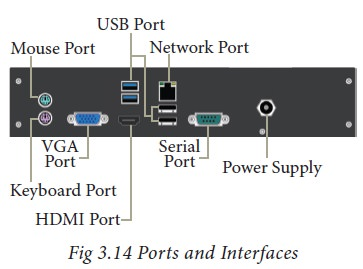 USB Port
Mouse Port
Network Port
VGA
Port
Serial
Port
Power Supply
Keyboard Port
HDMI Port
Fig 3.14 Ports and Interfaces